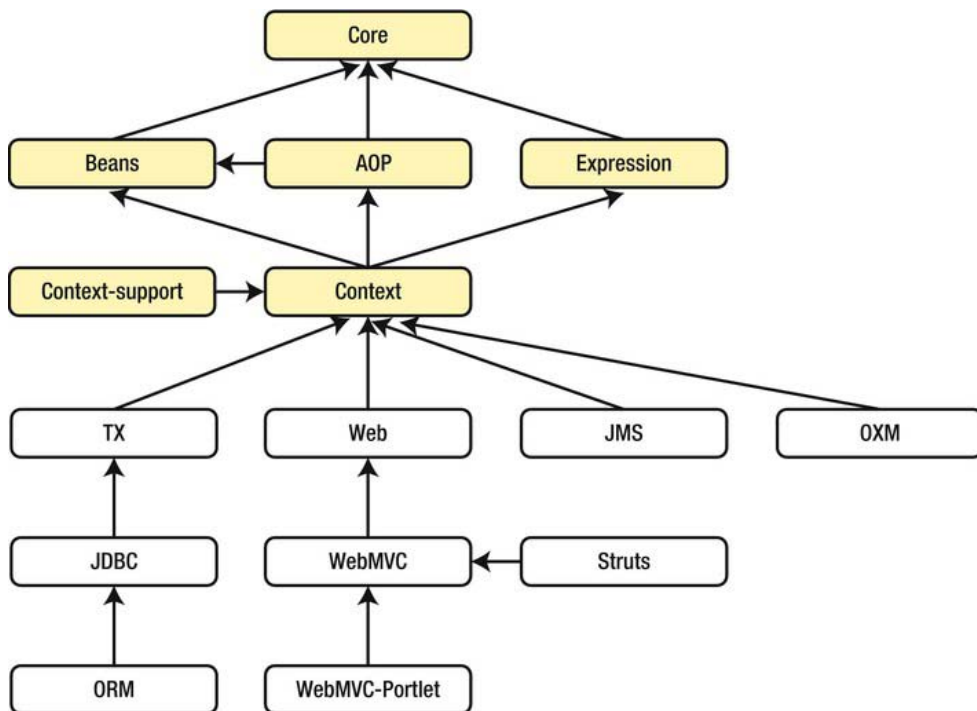 Core
Beans
AOP
Expression
Context-support
Context
TX
Web
JMS
OXM
JDBC
WebMVC
Struts
ORM
WebMVC-Portlet